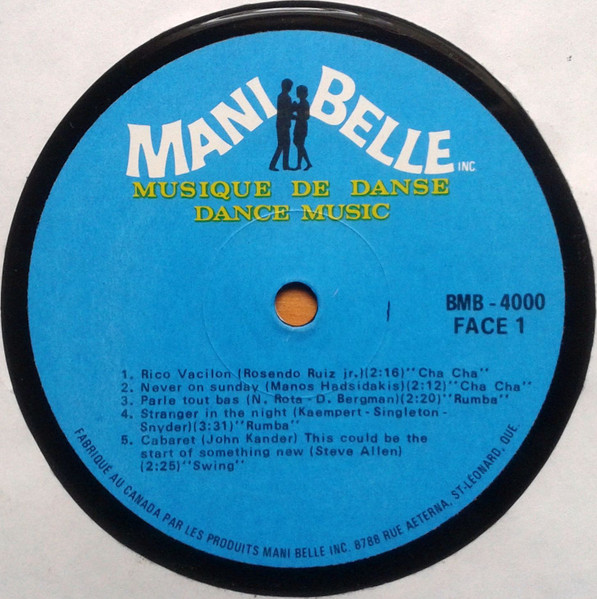 MANI BELLE INC.
MUSIQUE DE DANSE
DANCE MUSIC
BMB - 4000
FACE 1
1. Rico Vacilon (Rosendo Ruiz jr.)(2:16)"Cha Cha"
2. Never on sunday (Manos Hadsidakis)(2:12)"Cha Cha"
3. Parle tout bas (N. Rota - D. Bergman)(2:20)"Rumba"
4. Stranger in the night (Kaempert - Singleton -
Snyder)(3:31)"Rumba"
5. Cabaret (John Kander) This could be the
start of something new (Steve Allen)
(2:25)"Swing"
FABRIQUE AU CANADA PAR LES PRODUITS MANI BELLE INC. 8788 RUE AETERNA, ST-LEONARD, QUE.